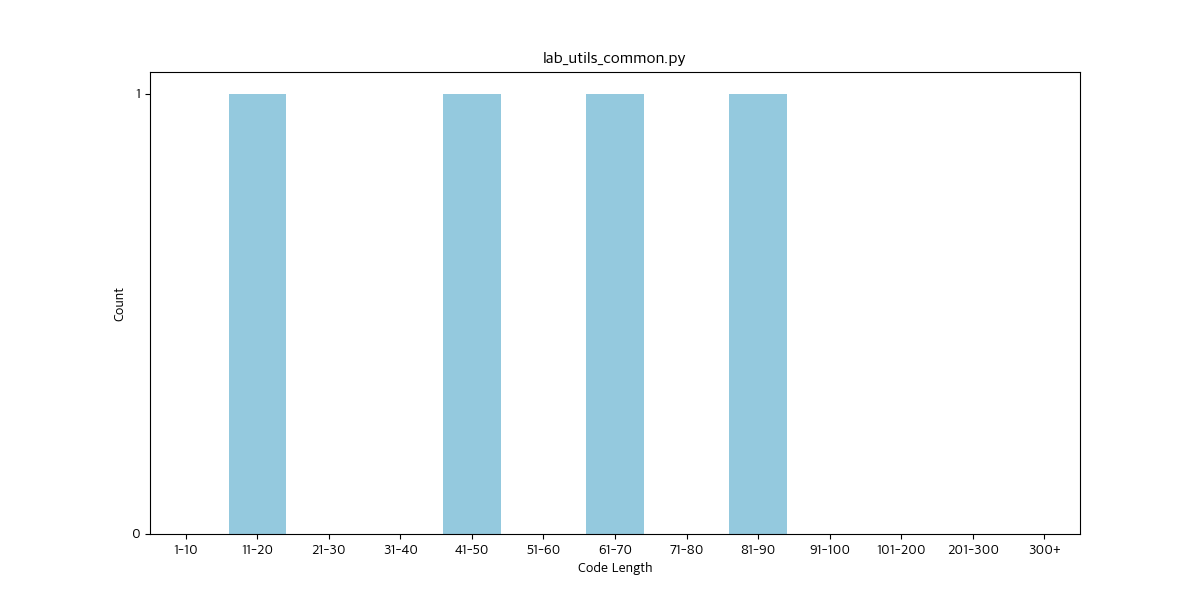 lab_utils_common.py
1
Count
0
1-10 11-20 21-30 31-40 41-50 51-60 61-70 71-80 81-90 91-100 101-200 201-300 300+
Code Length